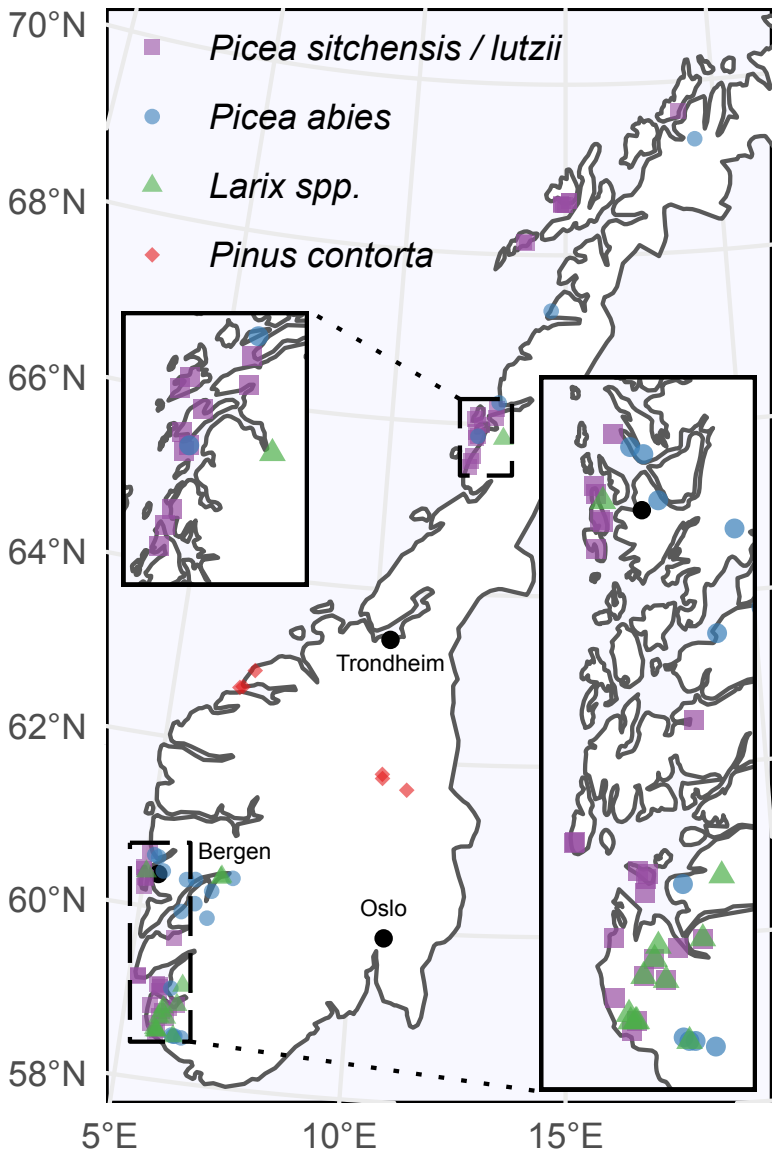 70°N
Picea sitchensis / lutzii
Picea abies
68°N
Larix spp.
Pinus contorta
66°N
64°N
Trondheim
62°N
Bergen
60°N
Oslo
58°N
5°E
10°E
15°E